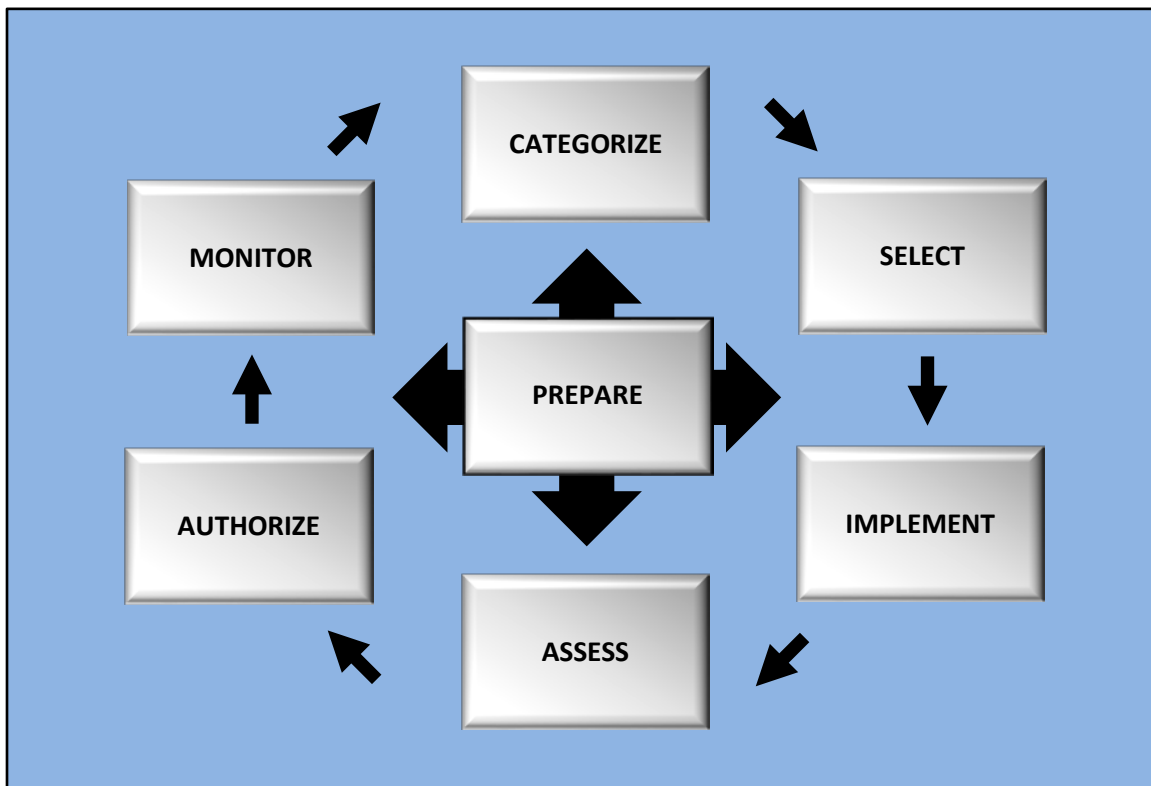 CATEGORIZE
SELECT
MONITOR
PREPARE
IMPLEMENT
AUTHORIZE
ASSESS